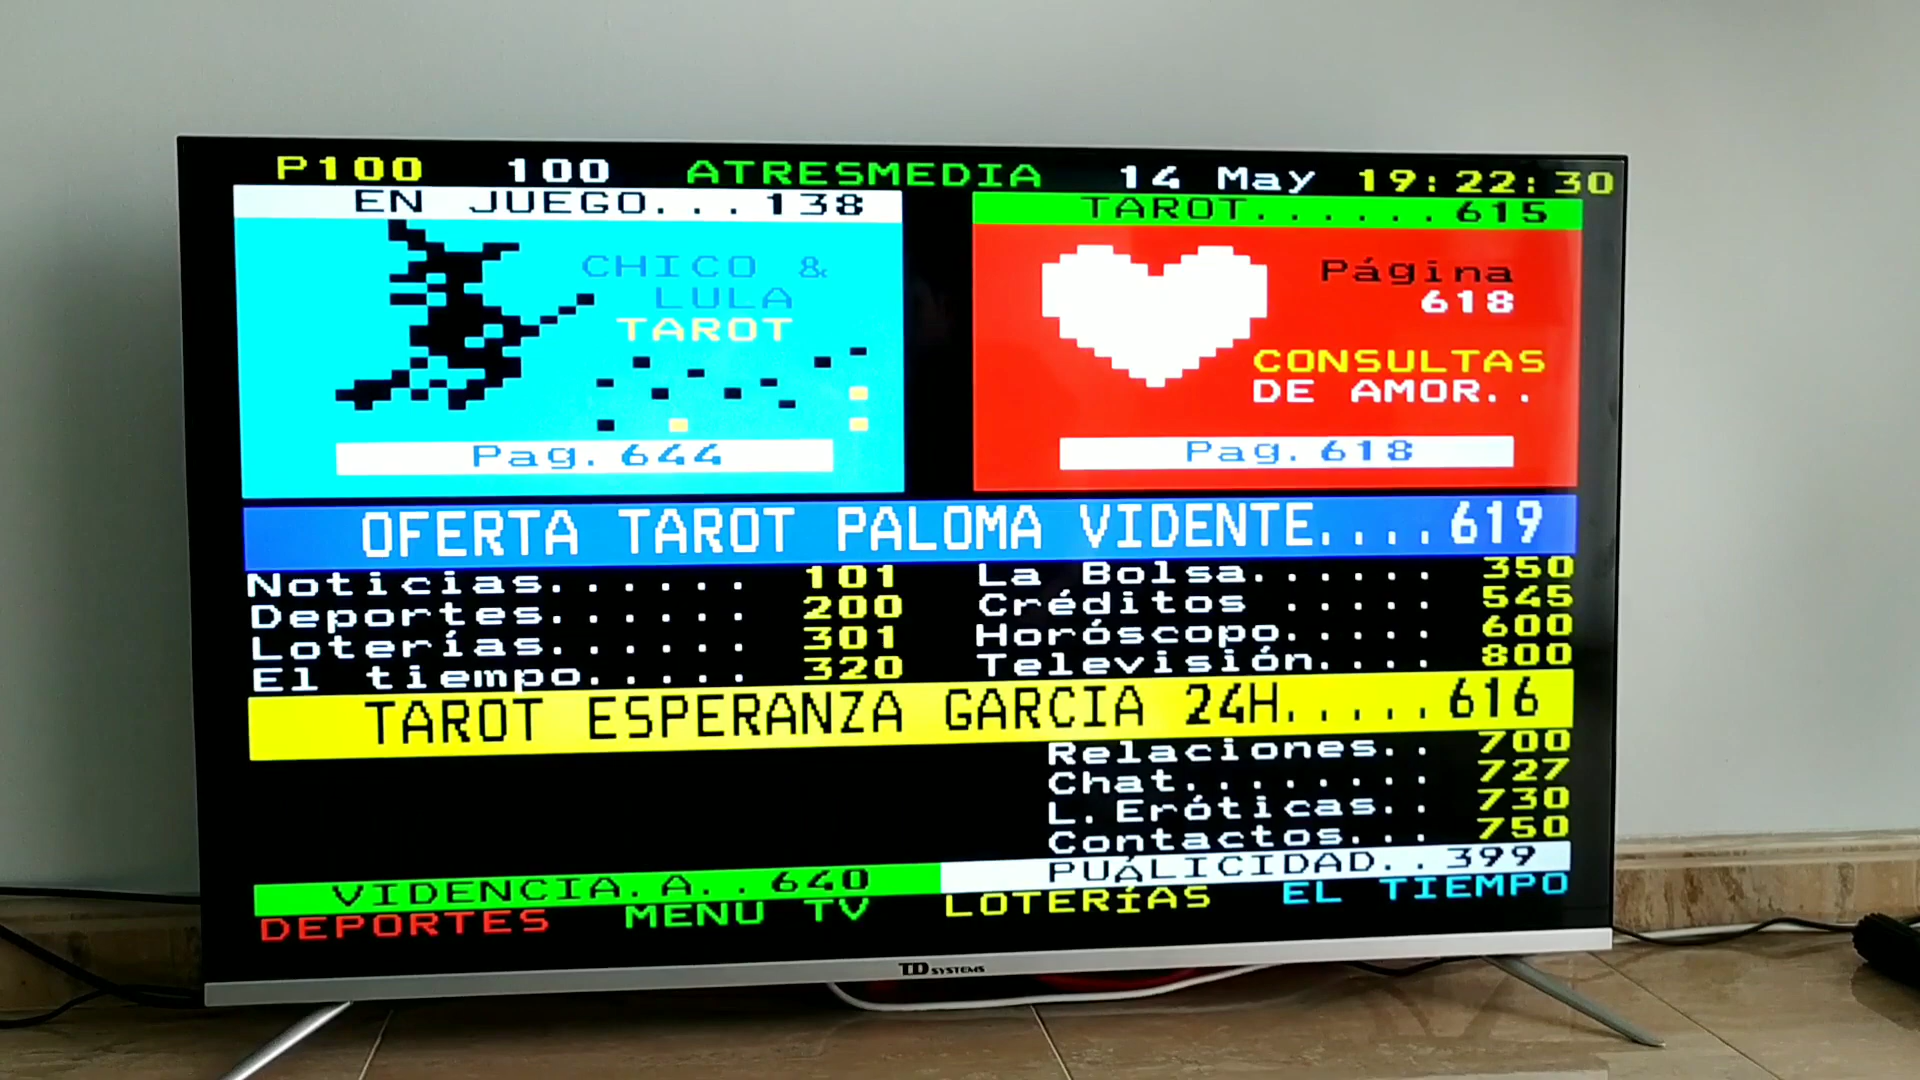 P100 100 ATRESMEDIA 14 May 19:22:30
EN JUEGO...138
CHICO &
LULA
TAROT
Pag.644
TAROT......615
Página
618
CONSULTAS
DE AMOR..
Pag.618
OFERTA TAROT PALOMA VIDENTE....619
Noticias...... 101
Deportes...... 200
Loterías...... 301
El tiempo..... 320
La Bolsa...... 350
Créditos ..... 545
Horóscopo..... 600
Televisión.... 800
TAROT ESPERANZA GARCIA 24H.....616
Relaciones.. 700
Chat........ 727
L.Eróticas.. 730
Contactos... 750
VIDENCIA.A..640
PUÁLICIDAD..399
DEPORTES MENU TV LOTERÍAS EL TIEMPO
TD SYSTEMS